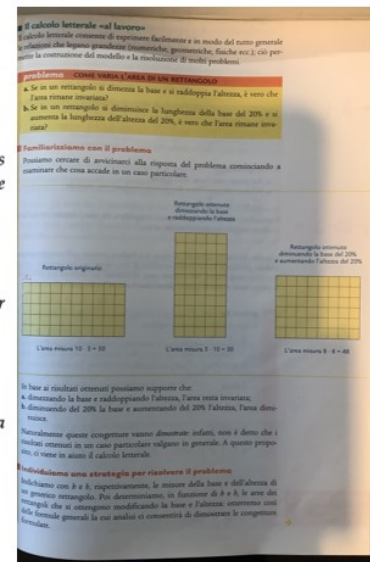 Il calcolo letterale «al lavoro»
Il calcolo letterale consente di esprimere facilmente e in modo del tutto generale
le relazioni che legano grandezze (numeriche, geometriche, fisiche ecc.); ciò per-
mette la costruzione del modello e la risoluzione di molti problemi.
problema COME VARIA L'AREA DI UN RETTANGOLO
a. Se in un rettangolo si dimezza la base e si raddoppia l'altezza, è vero che
l'area rimane invariata?
b. Se in un rettangolo si diminuisce la lunghezza della base del 20% e si
aumenta la lunghezza dell'altezza del 20%, è vero che l'area rimane inva-
riata?
Familiarizziamo con il problema
Possiamo cercare di avvicinarci alla risposta del problema cominciando a
esaminare che cosa accade in un caso particolare.
Rettangolo originario
L'area misura 10 · 5 = 50
Rettangolo ottenuto
dimezzando la base
e raddoppiando l'altezza
L'area misura 5 · 10 = 50
Rettangolo ottenuto
diminuendo la base del 20%
e aumentando l'altezza del 20%
L'area misura 8 · 6 = 48
In base ai risultati ottenuti possiamo supporre che:
a. dimezzando la base e raddoppiando l'altezza, l'area resta invariata;
b. diminuendo del 20% la base e aumentando del 20% l'altezza, l'area dimi-
nuisce.
Naturalmente queste congetture vanno dimostrate: infatti, non è detto che i
risultati ottenuti in un caso particolare valgano in generale. A questo propo-
sito, ci viene in aiuto il calcolo letterale.
Individuiamo una strategia per risolvere il problema
Indichiamo con b e h, rispettivamente, le misure della base e dell'altezza di
un generico rettangolo. Poi determiniamo, in funzione di b e h, le aree dei
rettangoli che si ottengono modificando la base e l'altezza: otterremo così
delle formule generali la cui analisi ci consentirà di dimostrare le congetture
formulate.